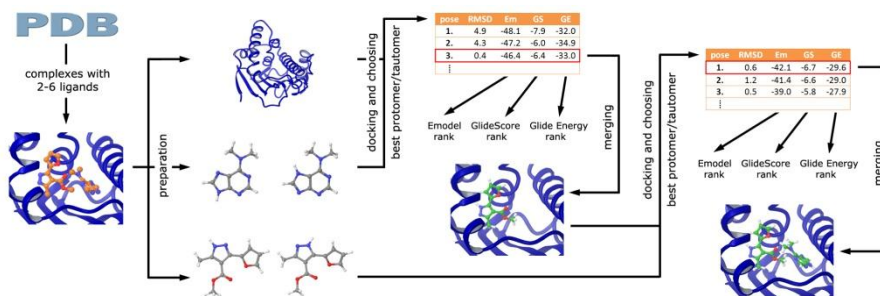 PDB
complexes with
2-6 ligands
preparation
docking and choosing
best protomer/tautomer
pose RMSD Em GS GE
1. 4.9 -48.1 -7.9 -32.0
2. 4.3 -47.2 -6.0 -34.9
3. 0.4 -46.4 -6.4 -33.0
Emodel
rank
GlideScore
rank
Glide Energy
rank
merging
docking and choosing
best protomer/tautomer
pose RMSD Em GS GE
1. 0.6 -42.1 -6.7 -29.6
2. 1.2 -41.4 -6.6 -29.0
3. 0.5 -39.0 -5.8 -27.9
Emodel
rank
GlideScore
rank
Glide Energy
rank
merging